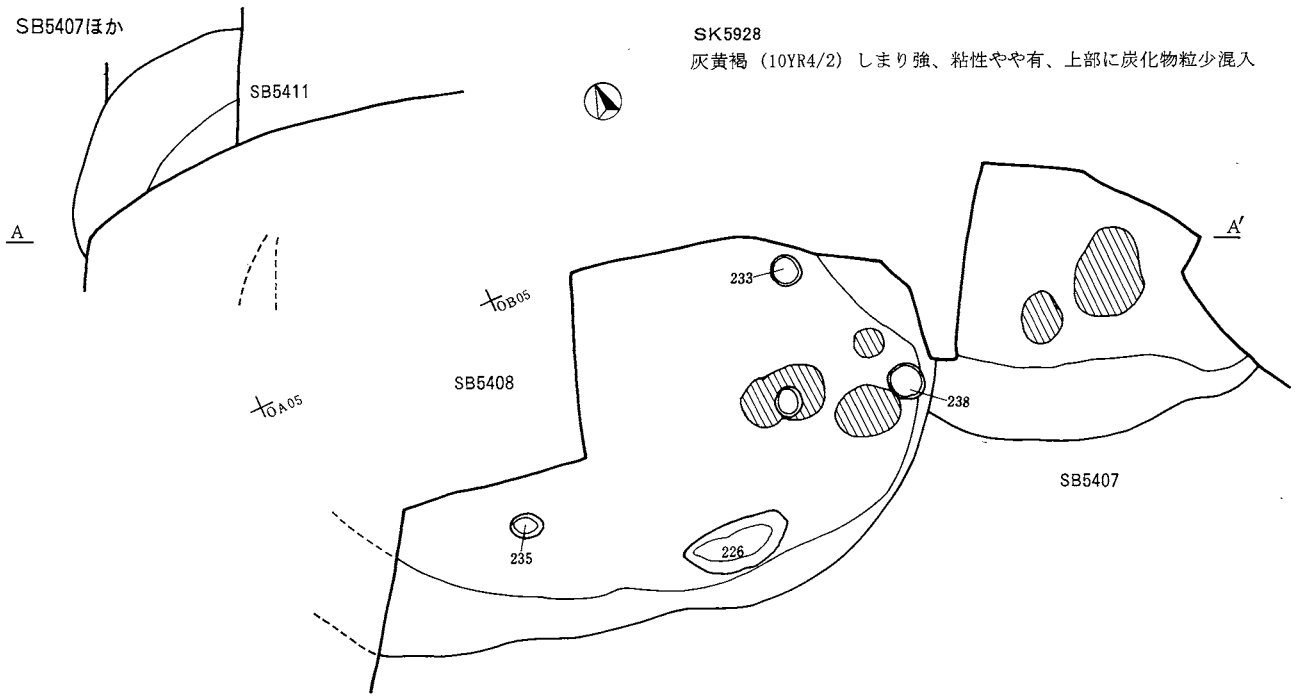 SB5407ほか
SK5928
灰黄褐 (10YR4/2) しまり強、粘性やや有、上部に炭化物粒少混入
SB5411
A
A′
233
OB05
SB5408
OA05
238
SB5407
235
226